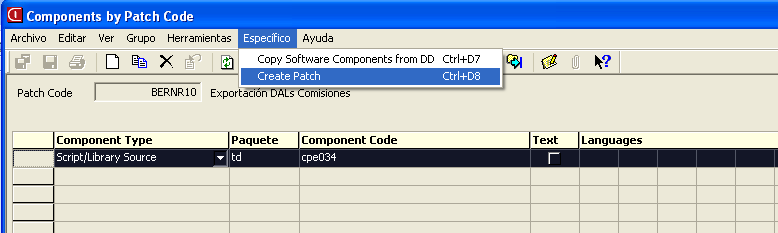 Components by Patch Code
Archivo Editar Ver Grupo Herramientas Específico Ayuda
Copy Software Components from DD Ctrl+D7
Create Patch Ctrl+D8
Patch Code BERNR10 Exportación DALs Comisiones
Component Type Paquete Component Code Text Languages
Script/Library Source td cpe034